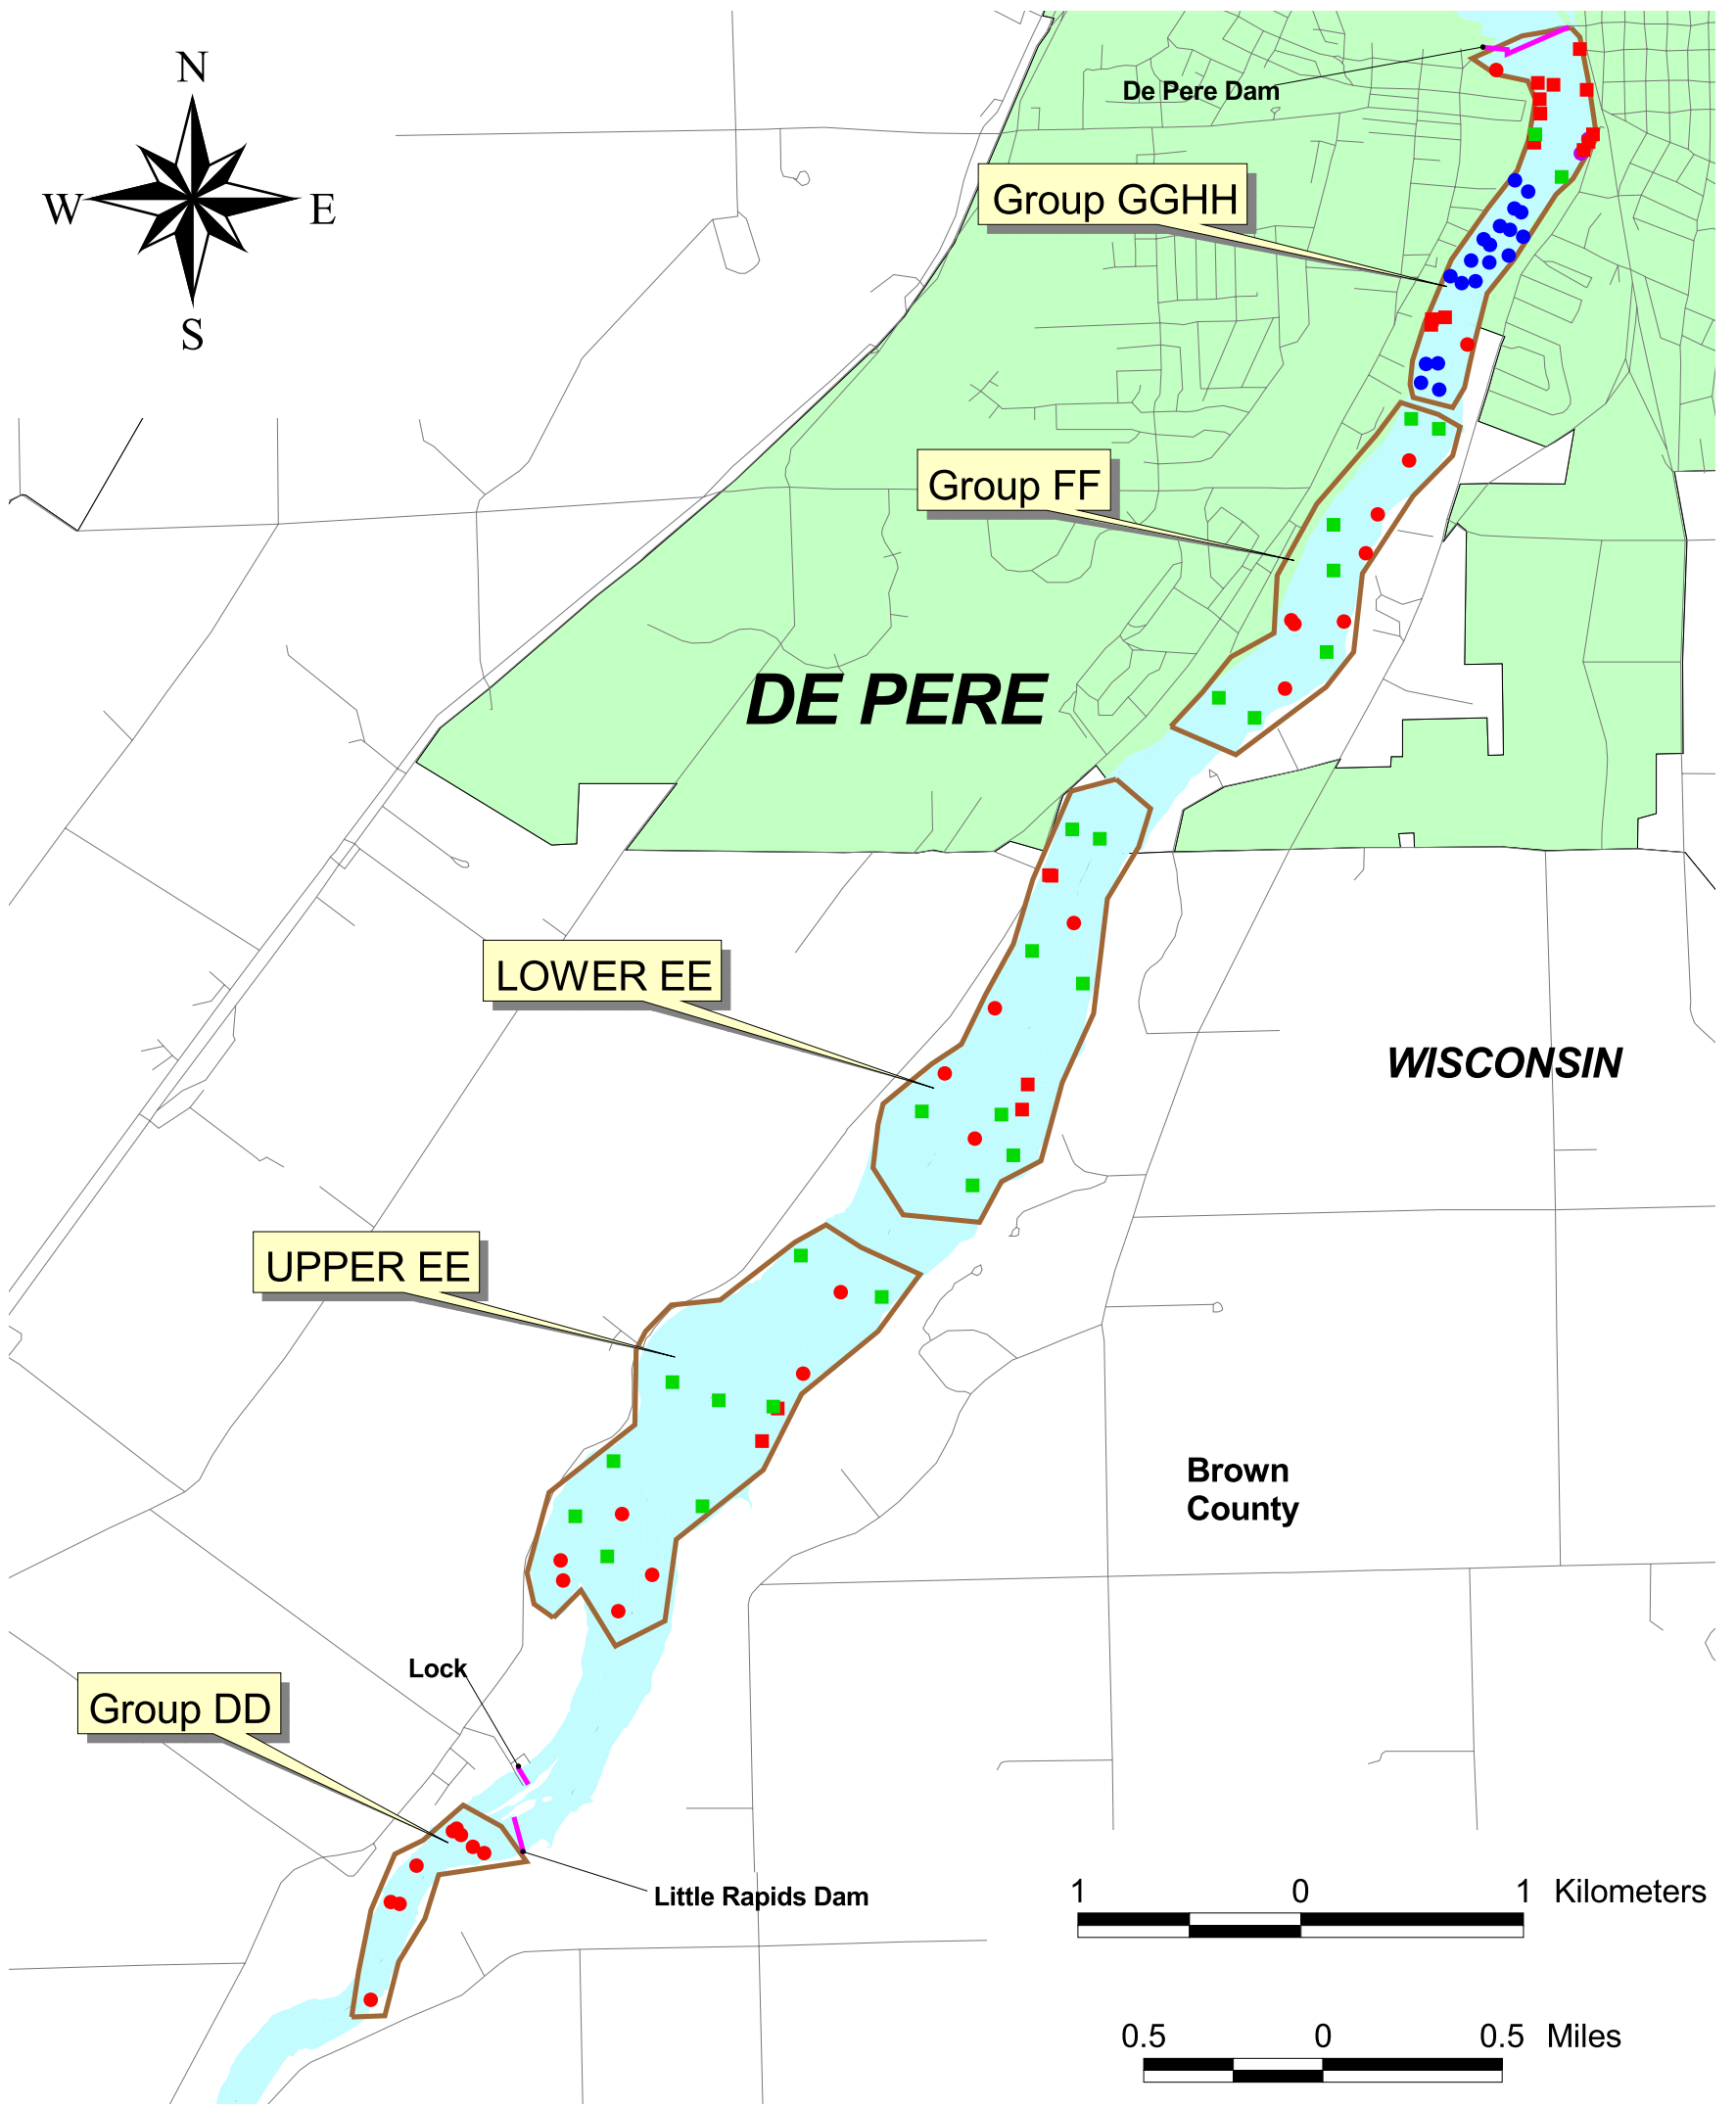 N
De Pere Dam
W
E
Group GGHH
S
Group FF
DE PERE
LOWER EE
WISCONSIN
UPPER EE
Brown
County
Lock
Group DD
Little Rapids Dam
1 0 1 Kilometers
0.5 0 0.5 Miles